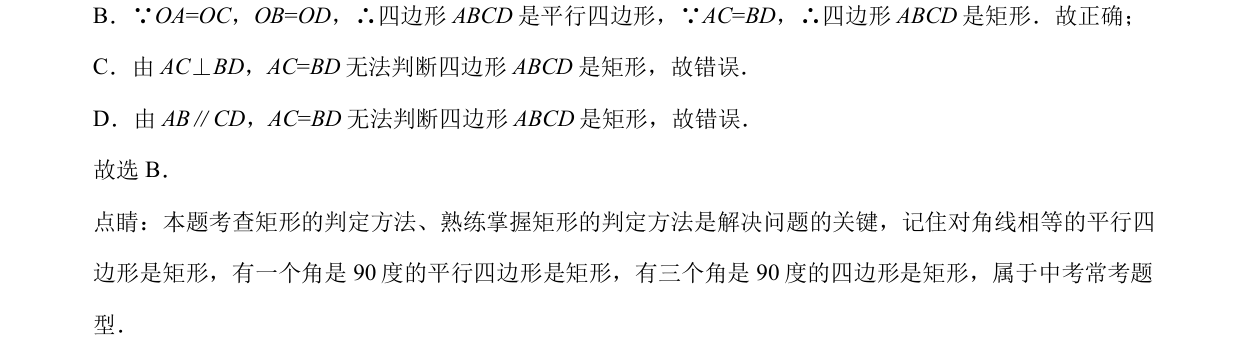 B．∵OA=OC，OB=OD，∴四边形 ABCD 是平行四边形，∵AC=BD，∴四边形 ABCD 是矩形．故正确；
C．由 AC⊥BD，AC=BD 无法判断四边形 ABCD 是矩形，故错误．
D．由 AB∥CD，AC=BD 无法判断四边形 ABCD 是矩形，故错误．
故选 B．
点睛：本题考查矩形的判定方法、熟练掌握矩形的判定方法是解决问题的关键，记住对角线相等的平行四
边形是矩形，有一个角是 90 度的平行四边形是矩形，有三个角是 90 度的四边形是矩形，属于中考常考题
型．